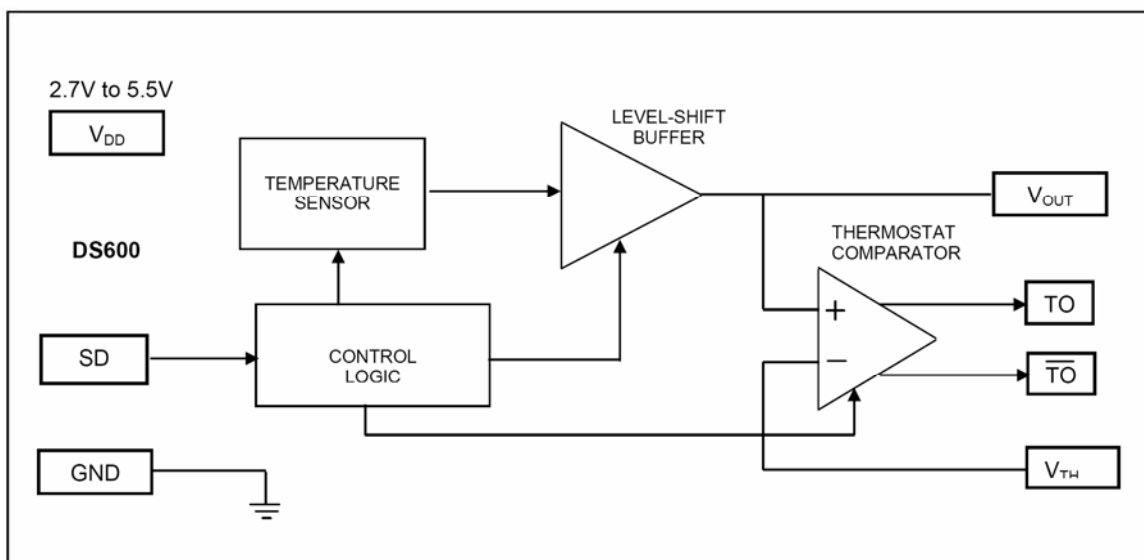 2.7V to 5.5V
VDD
LEVEL-SHIFT
BUFFER
TEMPERATURE
SENSOR
VOUT
DS600
THERMOSTAT
COMPARATOR
+
TO
SD
CONTROL
LOGIC
−
T̅O̅
GND
VTH